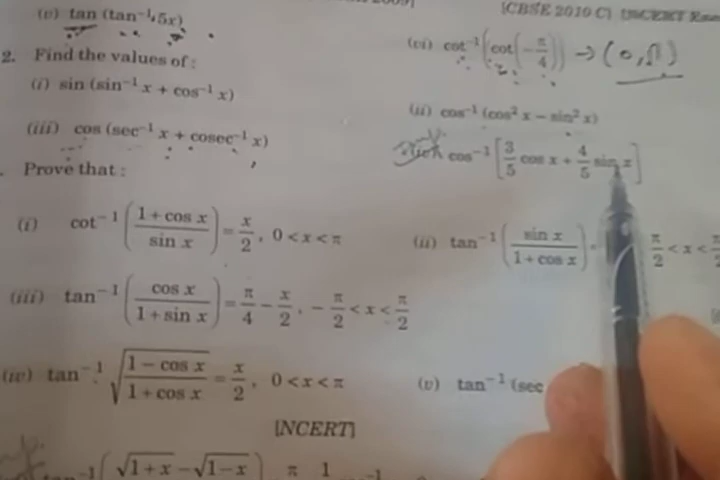 (v) tan (tan⁻¹ 5x)
[CBSE 2010 C]
(vi) cot⁻¹ (cot (−π/4)) → (0, π)
2. Find the values of :
(i) sin (sin⁻¹ x + cos⁻¹ x)
(ii) cos⁻¹ (cos² x − sin² x)
(iii) cos (sec⁻¹ x + cosec⁻¹ x)
cos⁻¹ [3/5 cos x + 4/5 sin x]
Prove that :
(i) cot⁻¹ ((1 + cos x)/(sin x)) = x/2, 0 < x < π
(ii) tan⁻¹ ((sin x)/(1 + cos x)) π/2 < x <
(iii) tan⁻¹ ((cos x)/(1 + sin x)) = π/4 − x/2, −π/2 < x < π/2
(iv) tan⁻¹ √((1 − cos x)/(1 + cos x)) = x/2, 0 < x < π
(v) tan⁻¹ (sec
[NCERT]
√(1 + x) − √(1 − x)